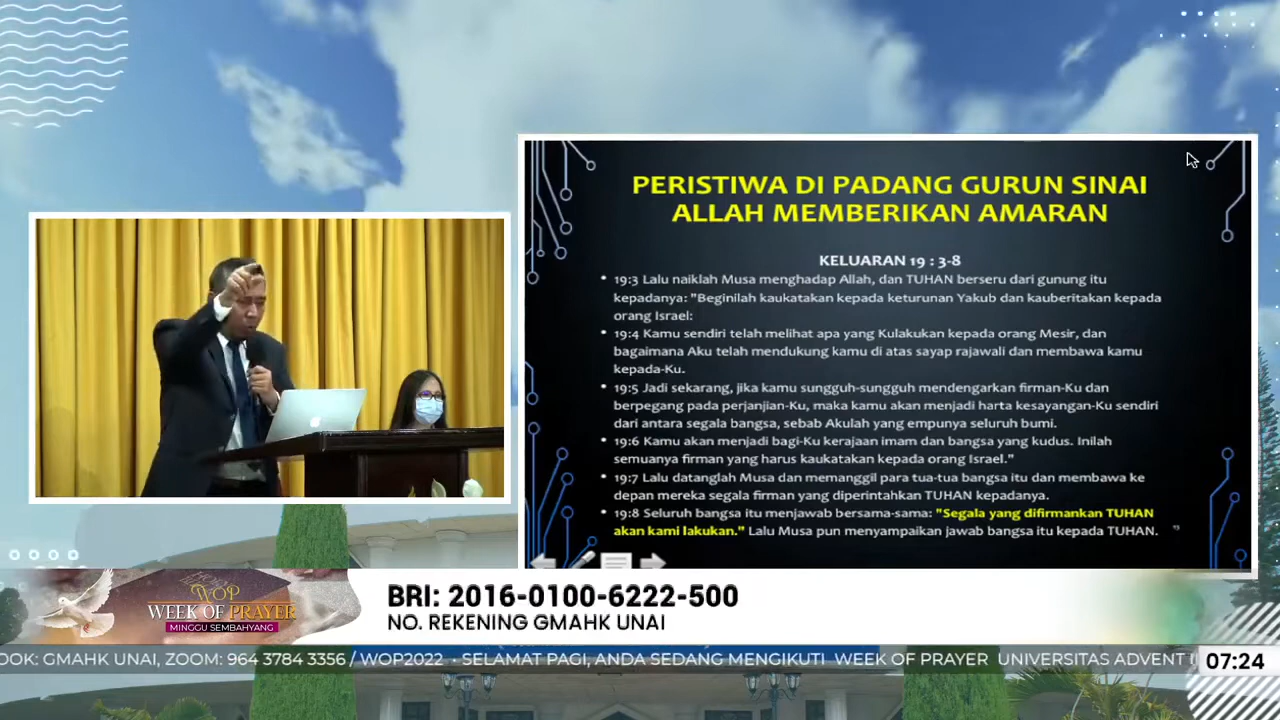 PERISTIWA DI PADANG GURUN SINAI
ALLAH MEMBERIKAN AMARAN
KELUARAN 19 : 3-8
• 19:3 Lalu naiklah Musa menghadap Allah, dan TUHAN berseru dari gunung itu
kepadanya: "Beginilah kaukatakan kepada keturunan Yakub dan kauberitakan kepada
orang Israel:
• 19:4 Kamu sendiri telah melihat apa yang Kulakukan kepada orang Mesir, dan
bagaimana Aku telah mendukung kamu di atas sayap rajawali dan membawa kamu
kepada-Ku.
• 19:5 Jadi sekarang, jika kamu sungguh-sungguh mendengarkan firman-Ku dan
berpegang pada perjanjian-Ku, maka kamu akan menjadi harta kesayangan-Ku sendiri
dari antara segala bangsa, sebab Akulah yang empunya seluruh bumi.
• 19:6 Kamu akan menjadi bagi-Ku kerajaan imam dan bangsa yang kudus. Inilah
semuanya firman yang harus kaukatakan kepada orang Israel."
• 19:7 Lalu datanglah Musa dan memanggil para tua-tua bangsa itu dan membawa ke
depan mereka segala firman yang diperintahkan TUHAN kepadanya.
• 19:8 Seluruh bangsa itu menjawab bersama-sama: "Segala yang difirmankan TUHAN
akan kami lakukan." Lalu Musa pun menyampaikan jawab bangsa itu kepada TUHAN.
WOP
WEEK OF PRAYER
MINGGU SEMBAHYANG
BRI: 2016-0100-6222-500
NO. REKENING GMAHK UNAI
OOK: GMAHK UNAI, ZOOM: 964 3784 3356 / WOP2022 • SELAMAT PAGI, ANDA SEDANG MENGIKUTI WEEK OF PRAYER UNIVERSITAS ADVENT
07:24